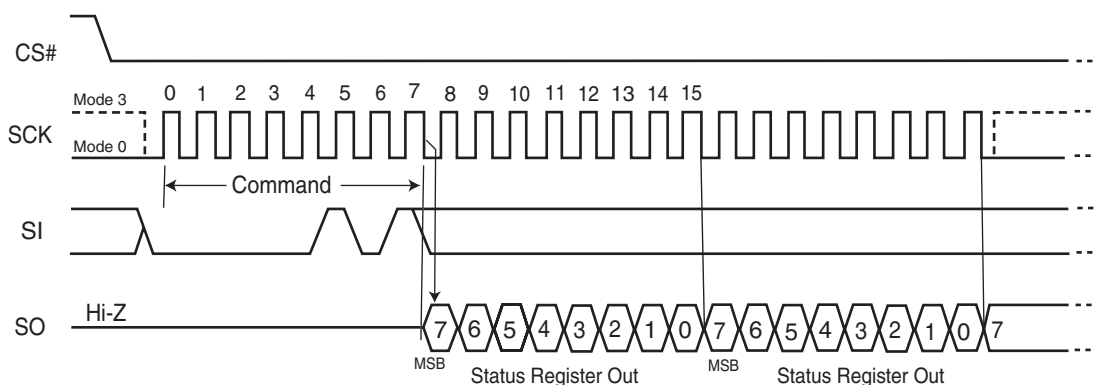 CS#
Mode 3
0 1 2 3 4 5 6 7 8 9 10 11 12 13 14 15
SCK
Mode 0
Command
SI
Hi-Z
SO
7 6 5 4 3 2 1 0 7 6 5 4 3 2 1 0 7
MSB MSB
Status Register Out Status Register Out